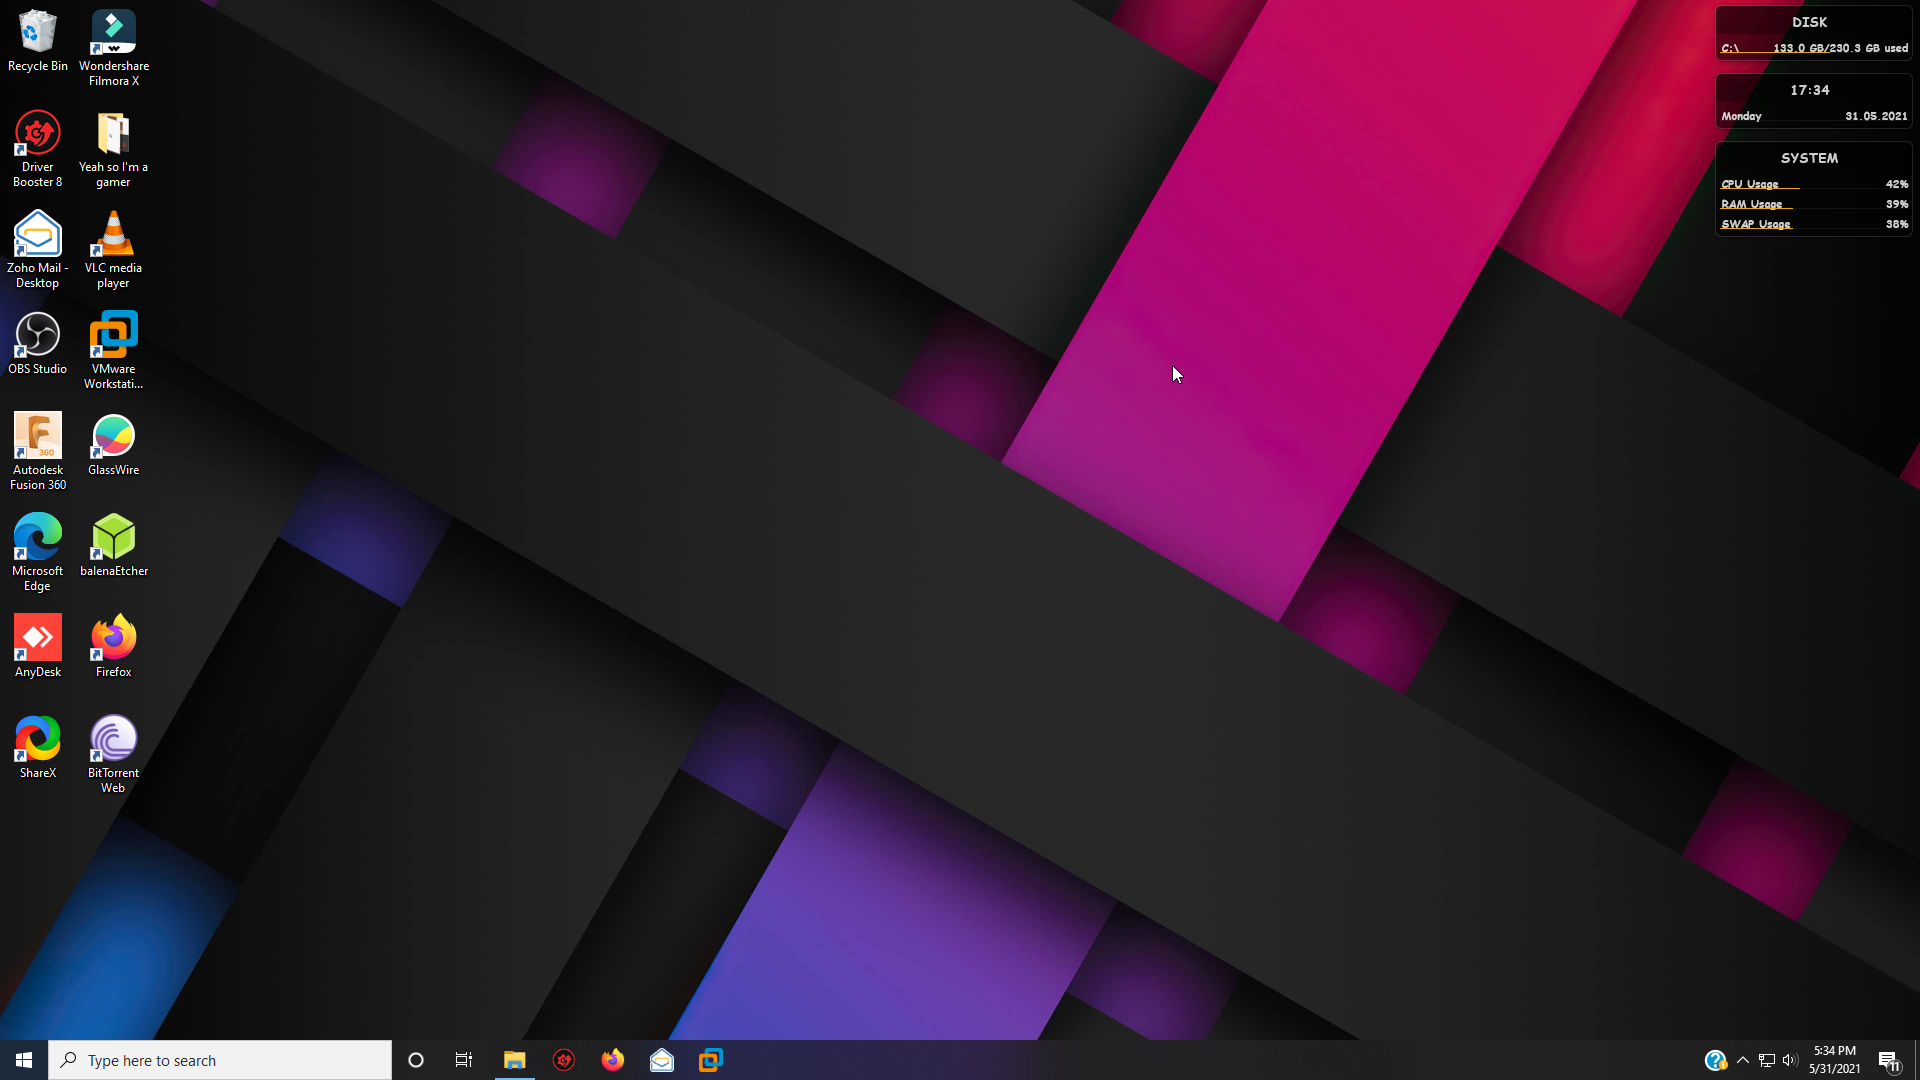 Recycle Bin
Wondershare
Filmora X
Driver
Booster 8
Yeah so I'm a
gamer
Zoho Mail -
Desktop
VLC media
player
OBS Studio
VMware
Workstati...
360
Autodesk
Fusion 360
GlassWire
Microsoft
Edge
balenaEtcher
AnyDesk
Firefox
ShareX
BitTorrent
Web
DISK
C:\ 133.0 GB/230.3 GB used
17:34
Monday 31.05.2021
SYSTEM
CPU Usage 42%
RAM Usage 39%
SWAP Usage 38%
Type here to search
5:34 PM
5/31/2021
11